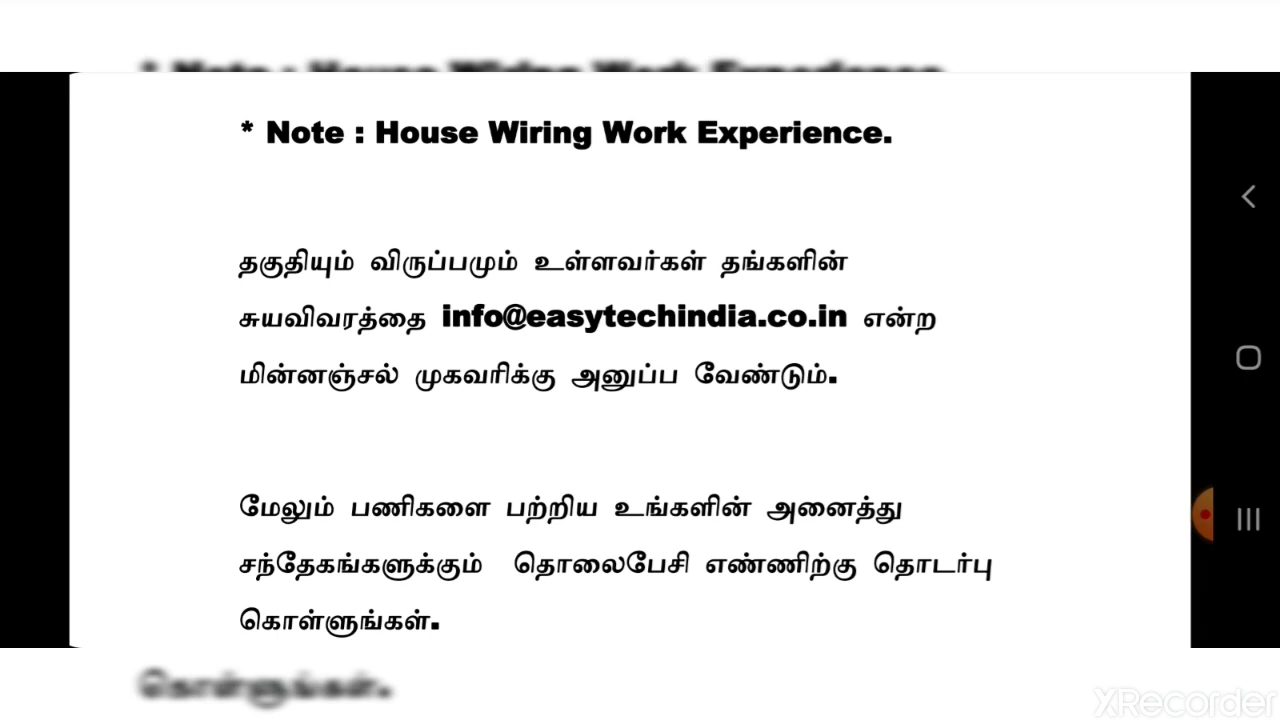 * Note : House Wiring Work Experience.
தகுதியும் விருப்பமும் உள்ளவர்கள் தங்களின்
சுயவிவரத்தை info@easytechindia.co.in என்ற
மின்னஞ்சல் முகவரிக்கு அனுப்ப வேண்டும்.
மேலும் பணிகளை பற்றிய உங்களின் அனைத்து
சந்தேகங்களுக்கும் தொலைபேசி எண்ணிற்கு தொடர்பு
கொள்ளுங்கள்.
கொள்ளுங்கள்.
XRecorder